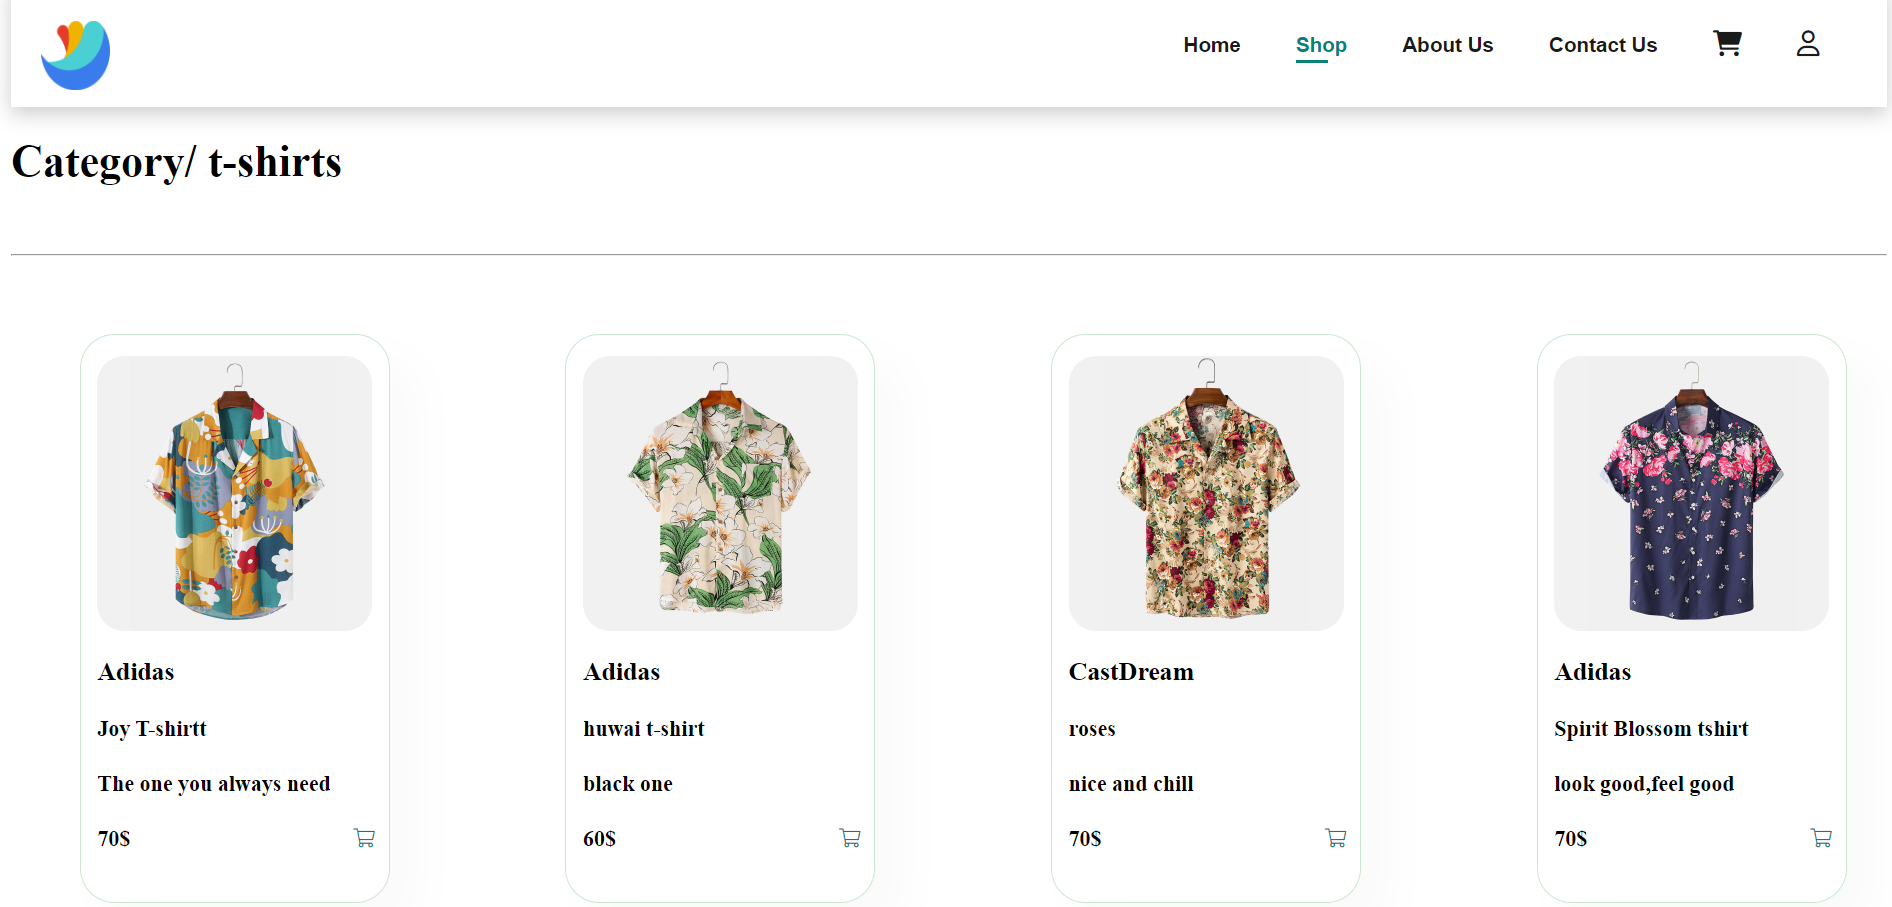 Home Shop About Us Contact Us
Category/ t-shirts
Adidas
Joy T-shirtt
The one you always need
70$
Adidas
huwai t-shirt
black one
60$
CastDream
roses
nice and chill
70$
Adidas
Spirit Blossom tshirt
look good,feel good
70$